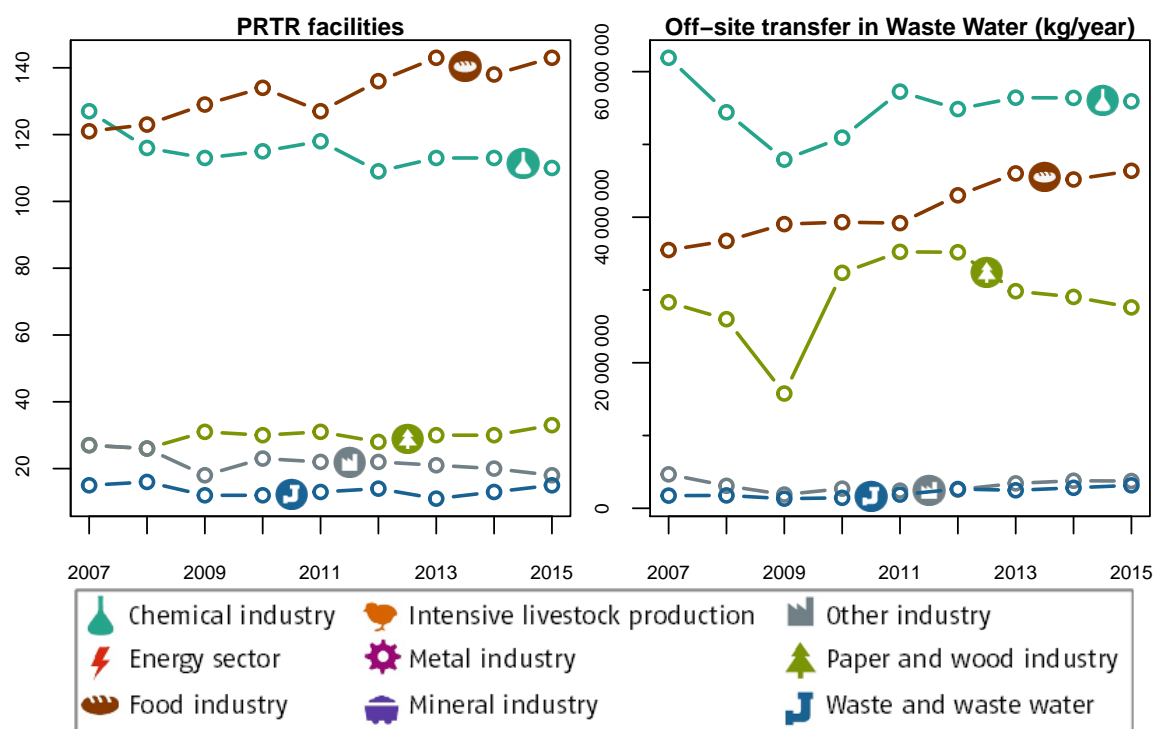 PRTR facilities
140
120
100
80
60
40
20
2007 2009 2011 2013 2015
Off−site transfer in Waste Water (kg/year)
60 000 000
40 000 000
20 000 000
0
2007 2009 2011 2013 2015
Chemical industry Intensive livestock production Other industry
Energy sector Metal industry Paper and wood industry
Food industry Mineral industry Waste and waste water